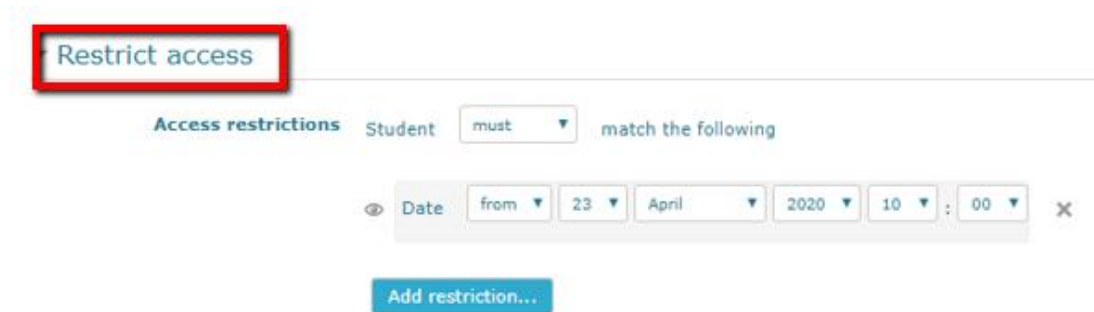 Restrict access
Access restrictions Student must match the following
Date from 23 April 2020 10 : 00
Add restriction...